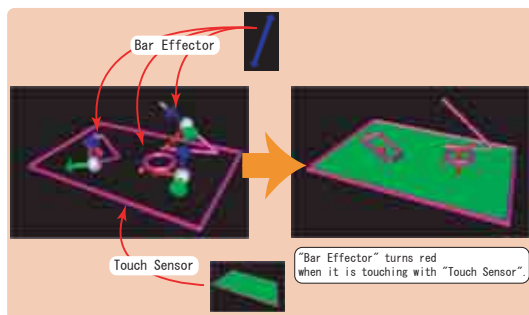 Bar Effector
Touch Sensor
"Bar Effector" turns red
when it is touching with "Touch Sensor".